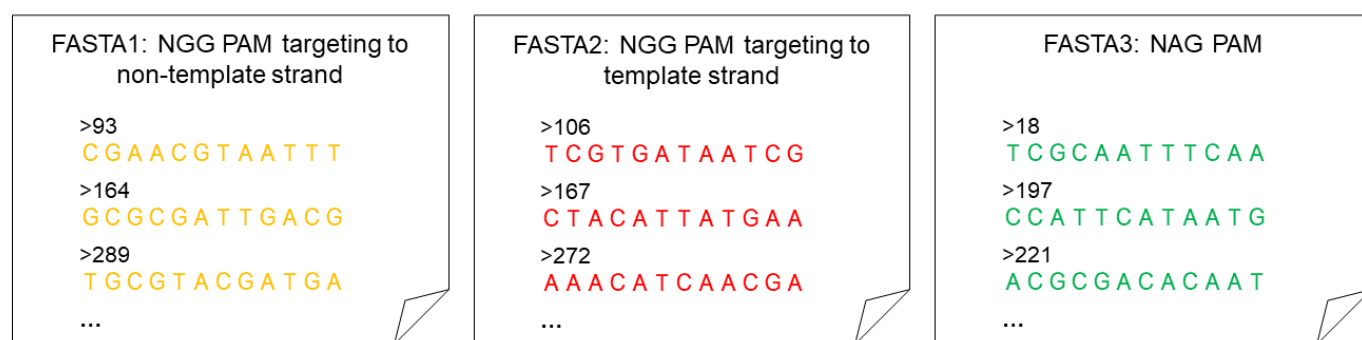 FASTA1: NGG PAM targeting to
non-template strand
>93
CGAACGTAATTT
>164
GCGCGATTGACG
>289
TGCGTACGATGA
...
FASTA2: NGG PAM targeting to
template strand
>106
TCGTGATAATCG
>167
CTACATTATGAA
>272
AAACATCAACGA
...
FASTA3: NAG PAM
>18
TCGCAATTTCAA
>197
CCATTCATAATG
>221
ACGCGACACAAT
...